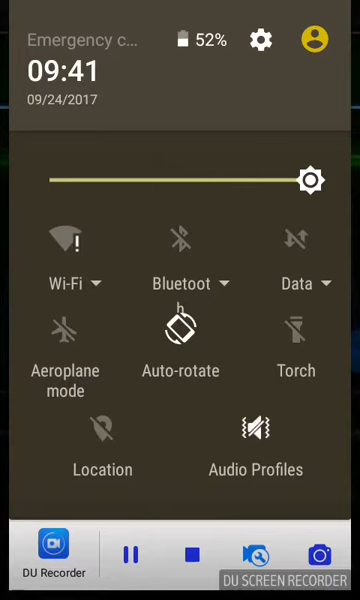 Emergency c...
52%
09:41
09/24/2017
Wi-Fi
Bluetoot
h
Data
Aeroplane
mode
Auto-rotate
Torch
Location
Audio Profiles
DU Recorder
DU SCREEN RECORDER